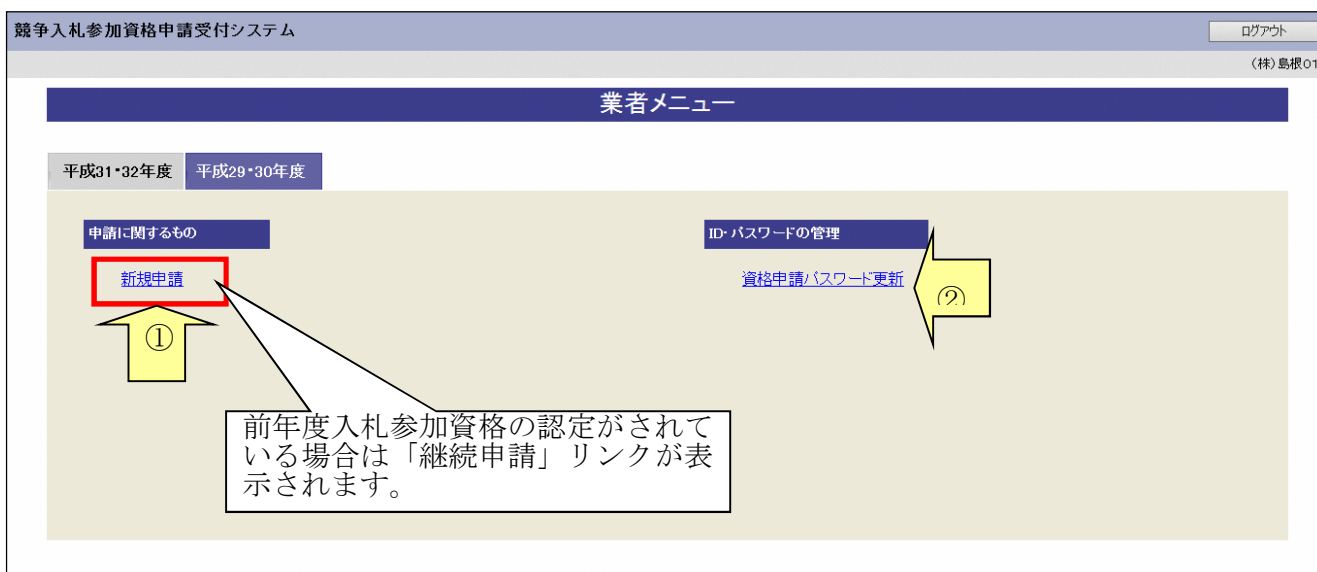 競争入札参加資格申請受付システム
ログアウト
（株）島根01
業者メニュー
平成31・32年度
平成29・30年度
申請に関するもの
ID・パスワードの管理
新規申請
資格申請パスワード更新
①
②
前年度入札参加資格の認定がされて
いる場合は「継続申請」リンクが表
示されます。